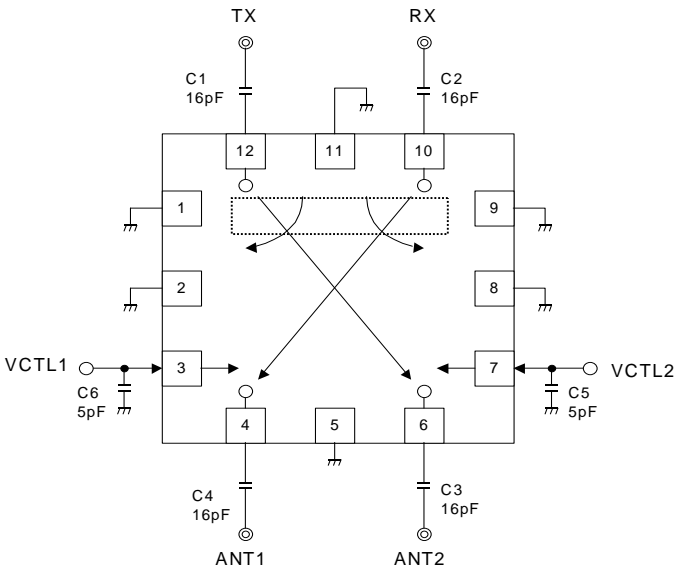 TX RX
C1
16pF
C2
16pF
12 11 10
1 9
2 8
VCTL1 3 7 VCTL2
C6
5pF
C5
5pF
4 5 6
C4
16pF
C3
16pF
ANT1 ANT2